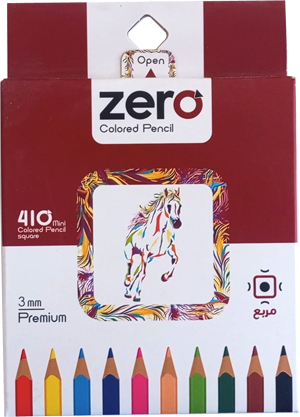 Open
zero
Colored Pencil
410 Mini
Colored Pencil
square
3 mm
Premium
مربع